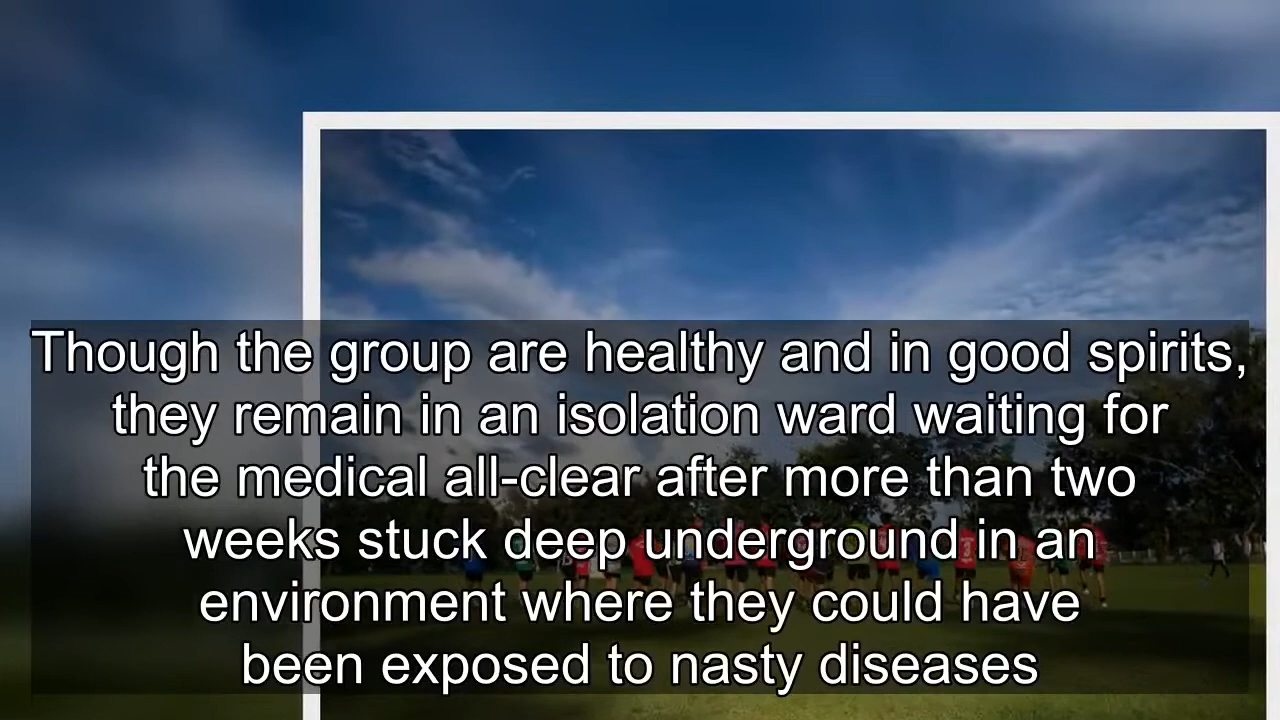 Though the group are healthy and in good spirits,
they remain in an isolation ward waiting for
the medical all-clear after more than two
weeks stuck deep underground in an
environment where they could have
been exposed to nasty diseases